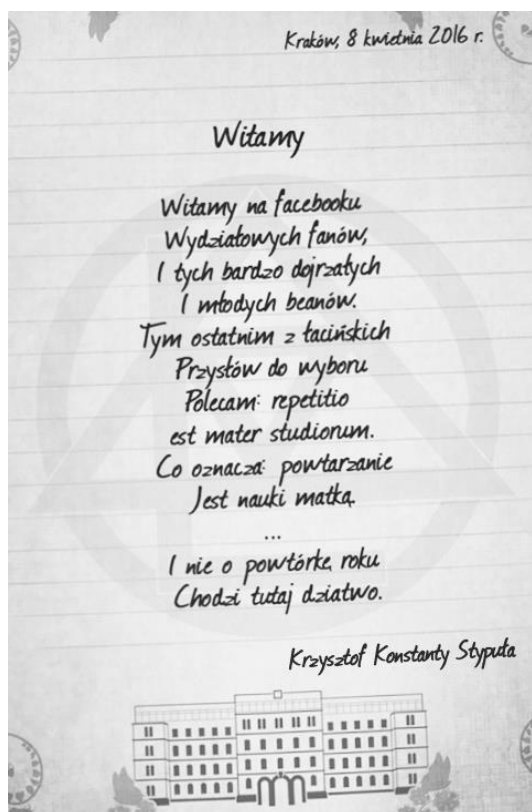 Kraków, 8 kwietnia 2016 r.
Witamy
Witamy na facebooku
Wydziałowych fanów,
I tych bardzo dojrzałych
I młodych beanów.
Tym ostatnim z łacińskich
Przysłów do wyboru
Polecam: repetitio
est mater studiorum.
Co oznacza: powtarzanie
Jest nauki matką.
...
I nie o powtórkę roku
Chodzi tutaj dziatwo.
Krzysztof Konstanty Stypuła